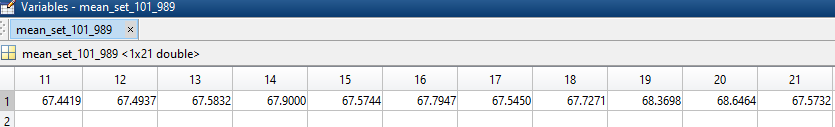 Variables - mean_set_101_989
mean_set_101_989 ×
mean_set_101_989 <1x21 double>
11 12 13 14 15 16 17 18 19 20 21
1 67.4419 67.4937 67.5832 67.9000 67.5744 67.7947 67.5450 67.7271 68.3698 68.6464 67.5732
2